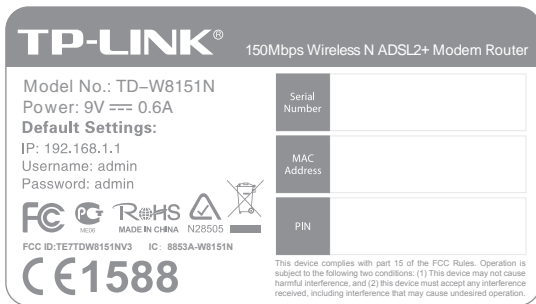 TP-LINK®
150Mbps Wireless N ADSL2+ Modem Router
Model No.: TD-W8151N
Power: 9V ⎓ 0.6A
Default Settings:
IP: 192.168.1.1
Username: admin
Password: admin
Serial
Number
MAC
Address
PIN
FC
PG
ME06
RoHS
MADE IN CHINA
N28505
FCC ID:TE7TDW8151NV3 IC: 8853A-W8151N
CE1588
This device complies with part 15 of the FCC Rules. Operation is
subject to the following two conditions: (1) This device may not cause
harmful interference, and (2) this device must accept any interference
received, including interference that may cause undesired operation.